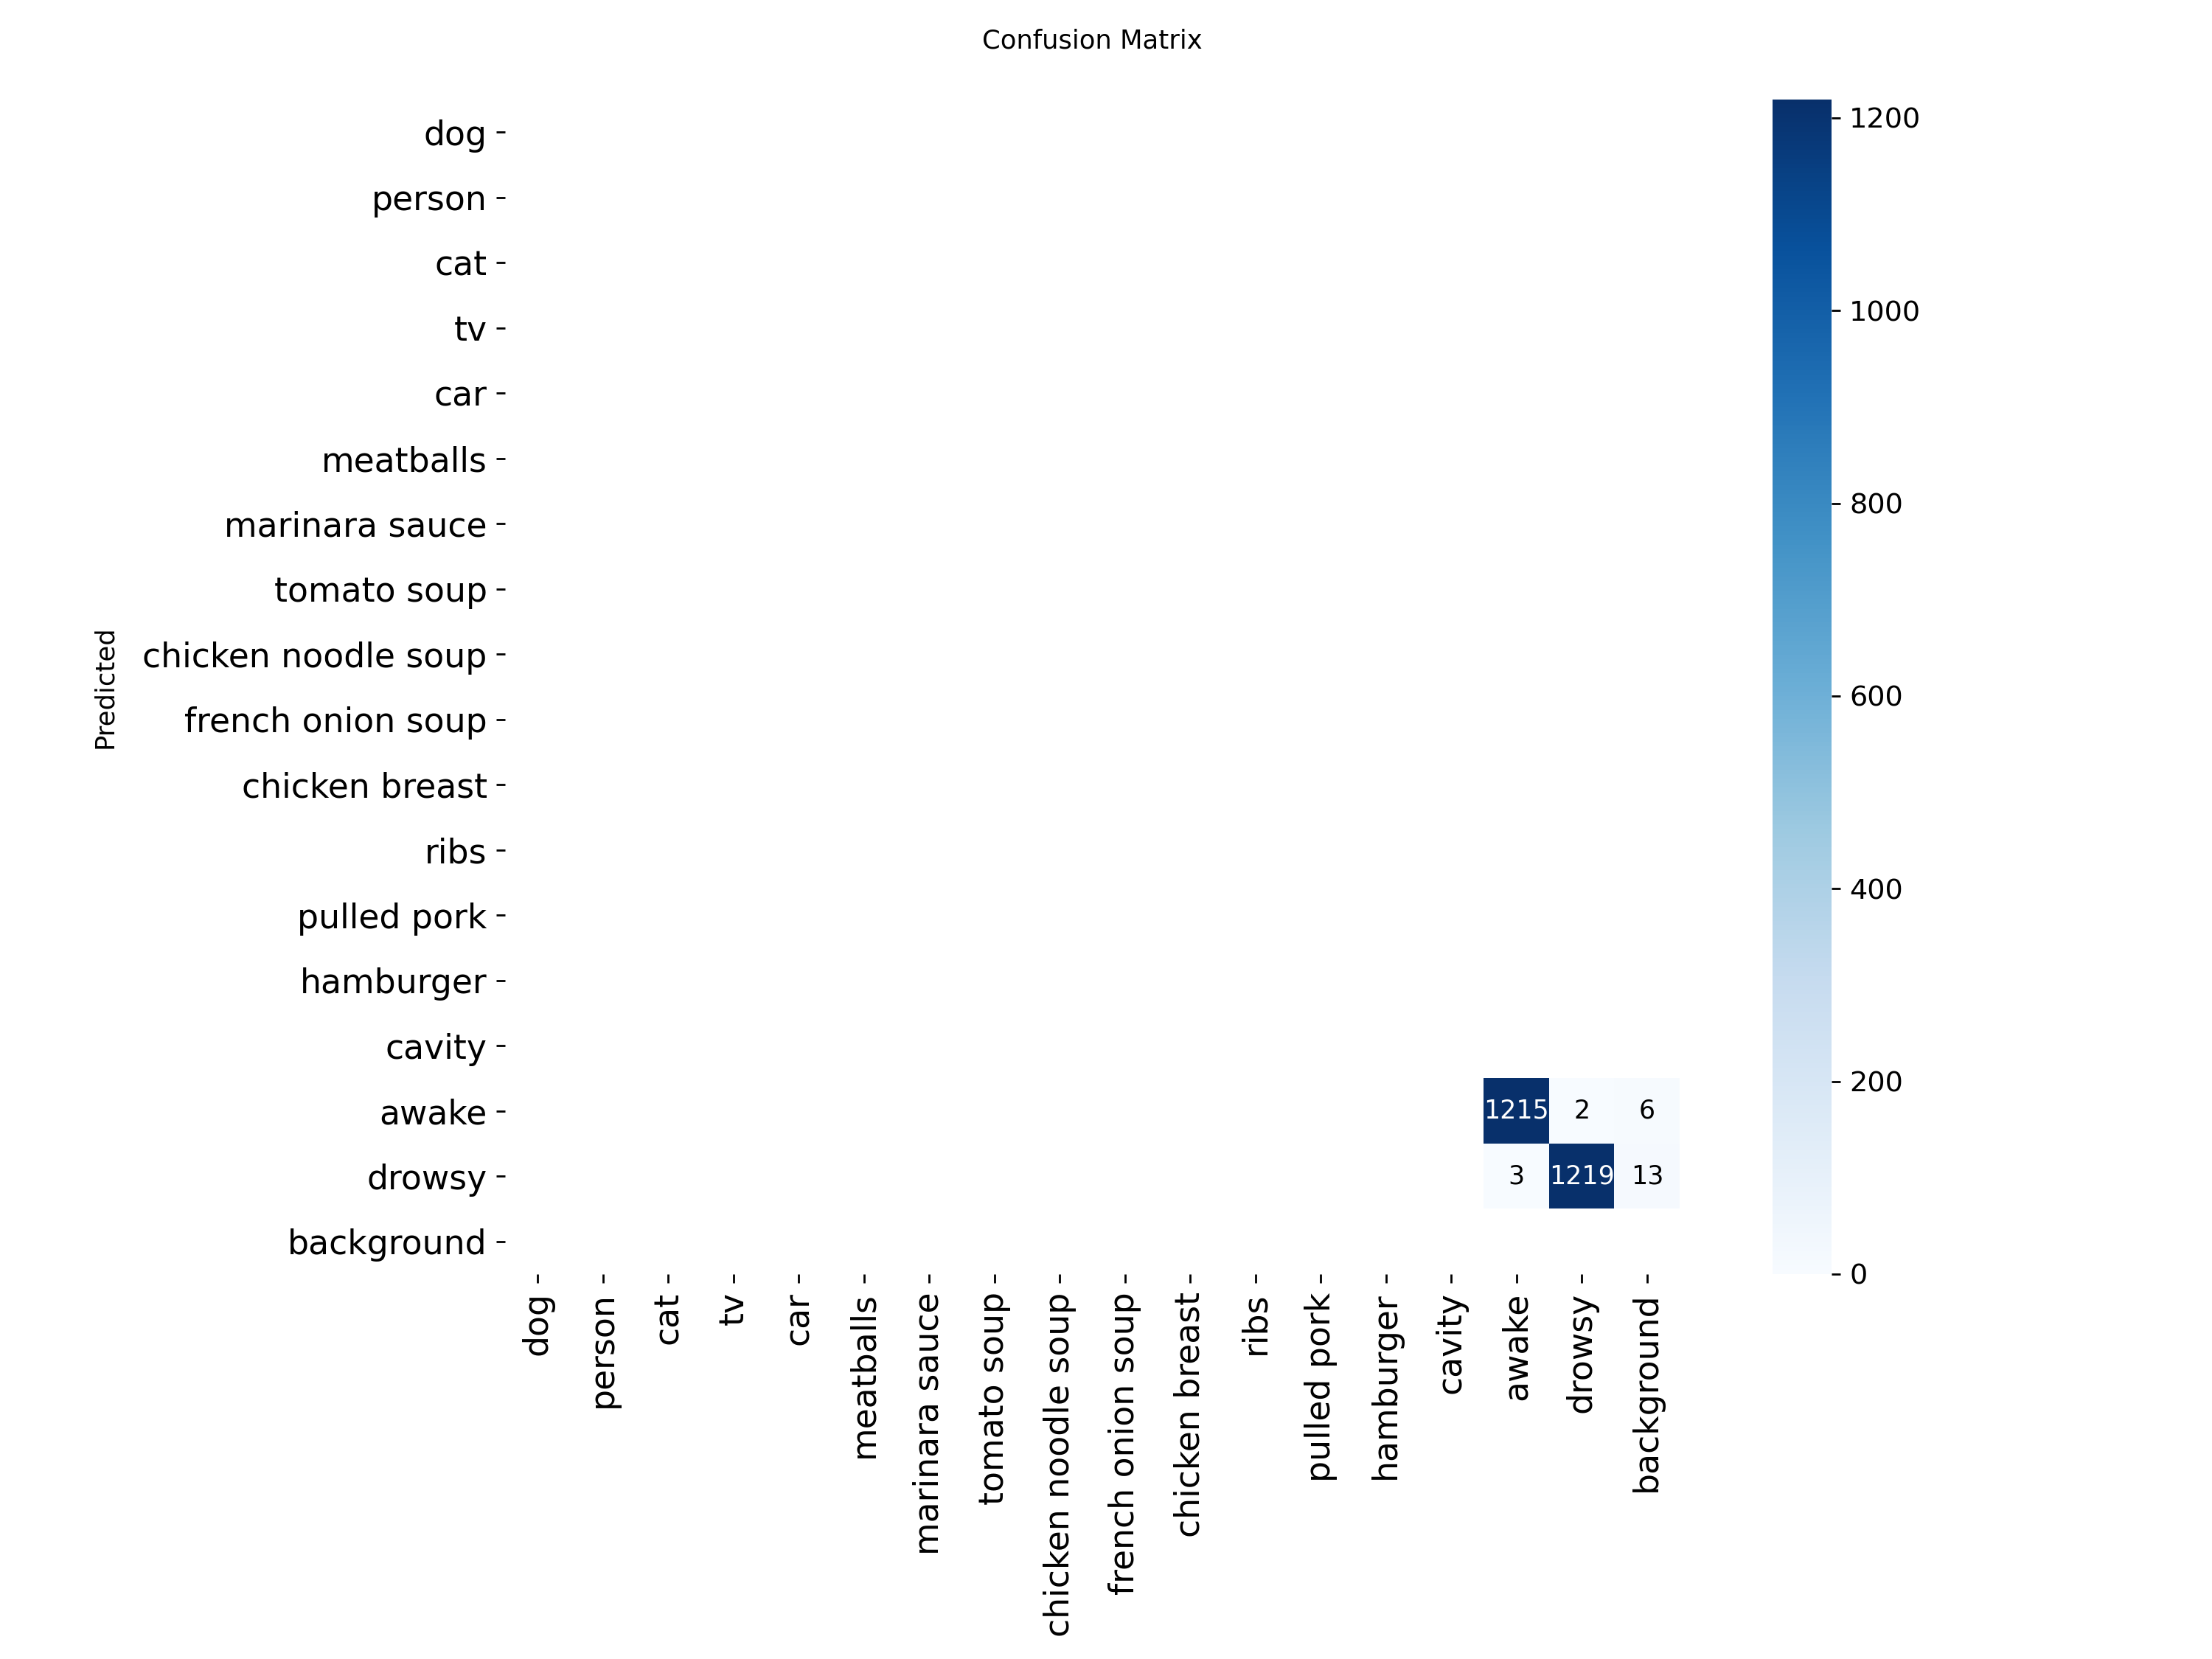 Confusion Matrix
Predicted
dog
person
cat
tv
car
meatballs
marinara sauce
tomato soup
chicken noodle soup
french onion soup
chicken breast
ribs
pulled pork
hamburger
cavity
awake
drowsy
background
1215 2 6
3 1219 13
dog
person
cat
tv
car
meatballs
marinara sauce
tomato soup
chicken noodle soup
french onion soup
chicken breast
ribs
pulled pork
hamburger
cavity
awake
drowsy
background
1200
1000
800
600
400
200
0